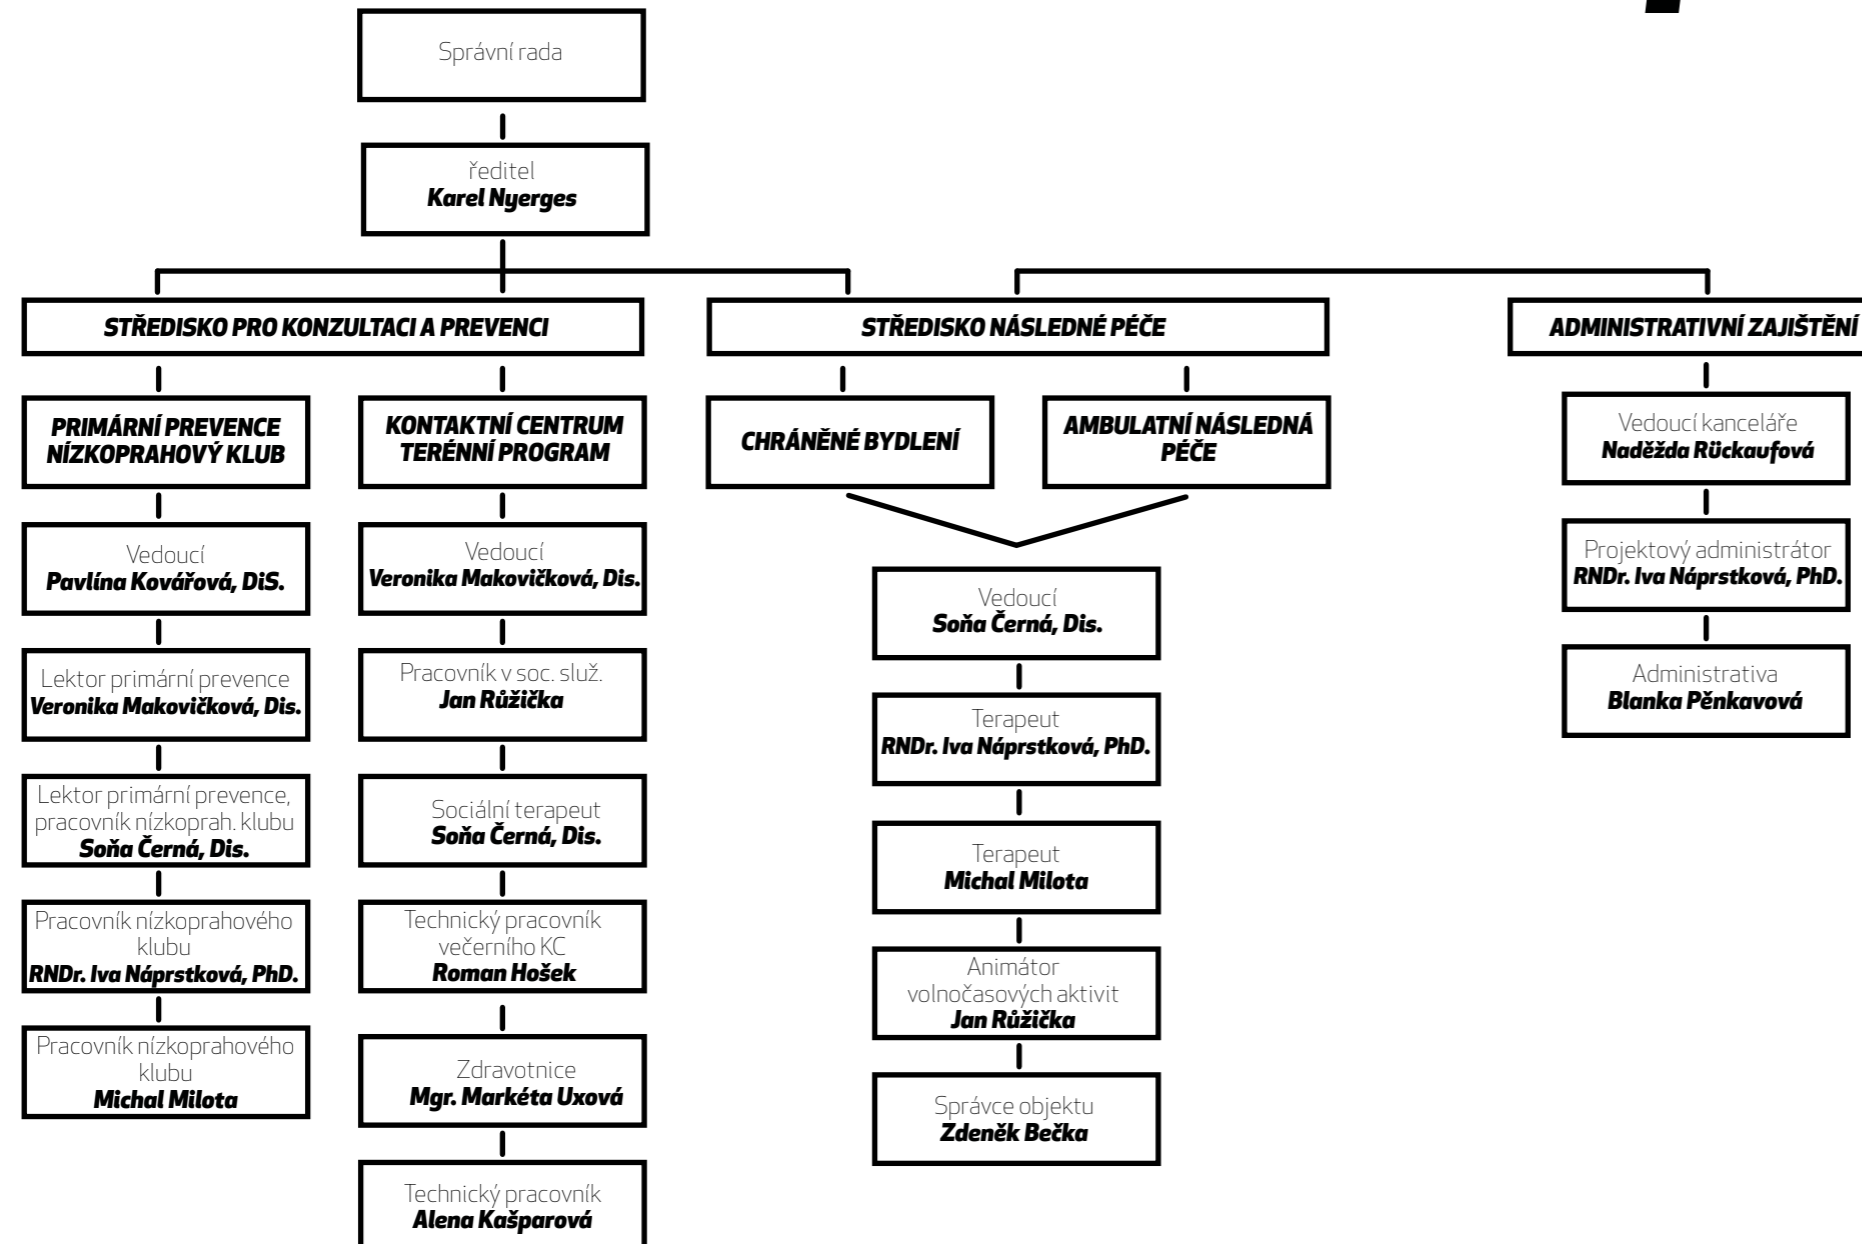 Správní rada
ředitel
Karel Nyerges
STŘEDISKO PRO KONZULTACI A PREVENCI
PRIMÁRNÍ PREVENCE
NÍZKOPRAHOVÝ KLUB
Vedoucí
Pavlína Kovářová, DiS.
Lektor primární prevence
Veronika Makovičková, Dis.
Lektor primární prevence,
pracovník nízkoprah. klubu
Soňa Černá, Dis.
Pracovník nízkoprahového
klubu
RNDr. Iva Náprstková, PhD.
Pracovník nízkoprahového
klubu
Michal Milota
KONTAKTNÍ CENTRUM
TERÉNNÍ PROGRAM
Vedoucí
Veronika Makovičková, Dis.
Pracovník v soc. služ.
Jan Růžička
Sociální terapeut
Soňa Černá, Dis.
Technický pracovník
večerního KC
Roman Hošek
Zdravotnice
Mgr. Markéta Uxová
Technický pracovník
Alena Kašparová
STŘEDISKO NÁSLEDNÉ PÉČE
CHRÁNĚNÉ BYDLENÍ
AMBULATNÍ NÁSLEDNÁ
PÉČE
Vedoucí
Soňa Černá, Dis.
Terapeut
RNDr. Iva Náprstková, PhD.
Terapeut
Michal Milota
Animátor
volnočasových aktivit
Jan Růžička
Správce objektu
Zdeněk Bečka
ADMINISTRATIVNÍ ZAJIŠTĚNÍ
Vedoucí kanceláře
Naděžda Rückaufová
Projektový administrátor
RNDr. Iva Náprstková, PhD.
Administrativa
Blanka Pěnkavová